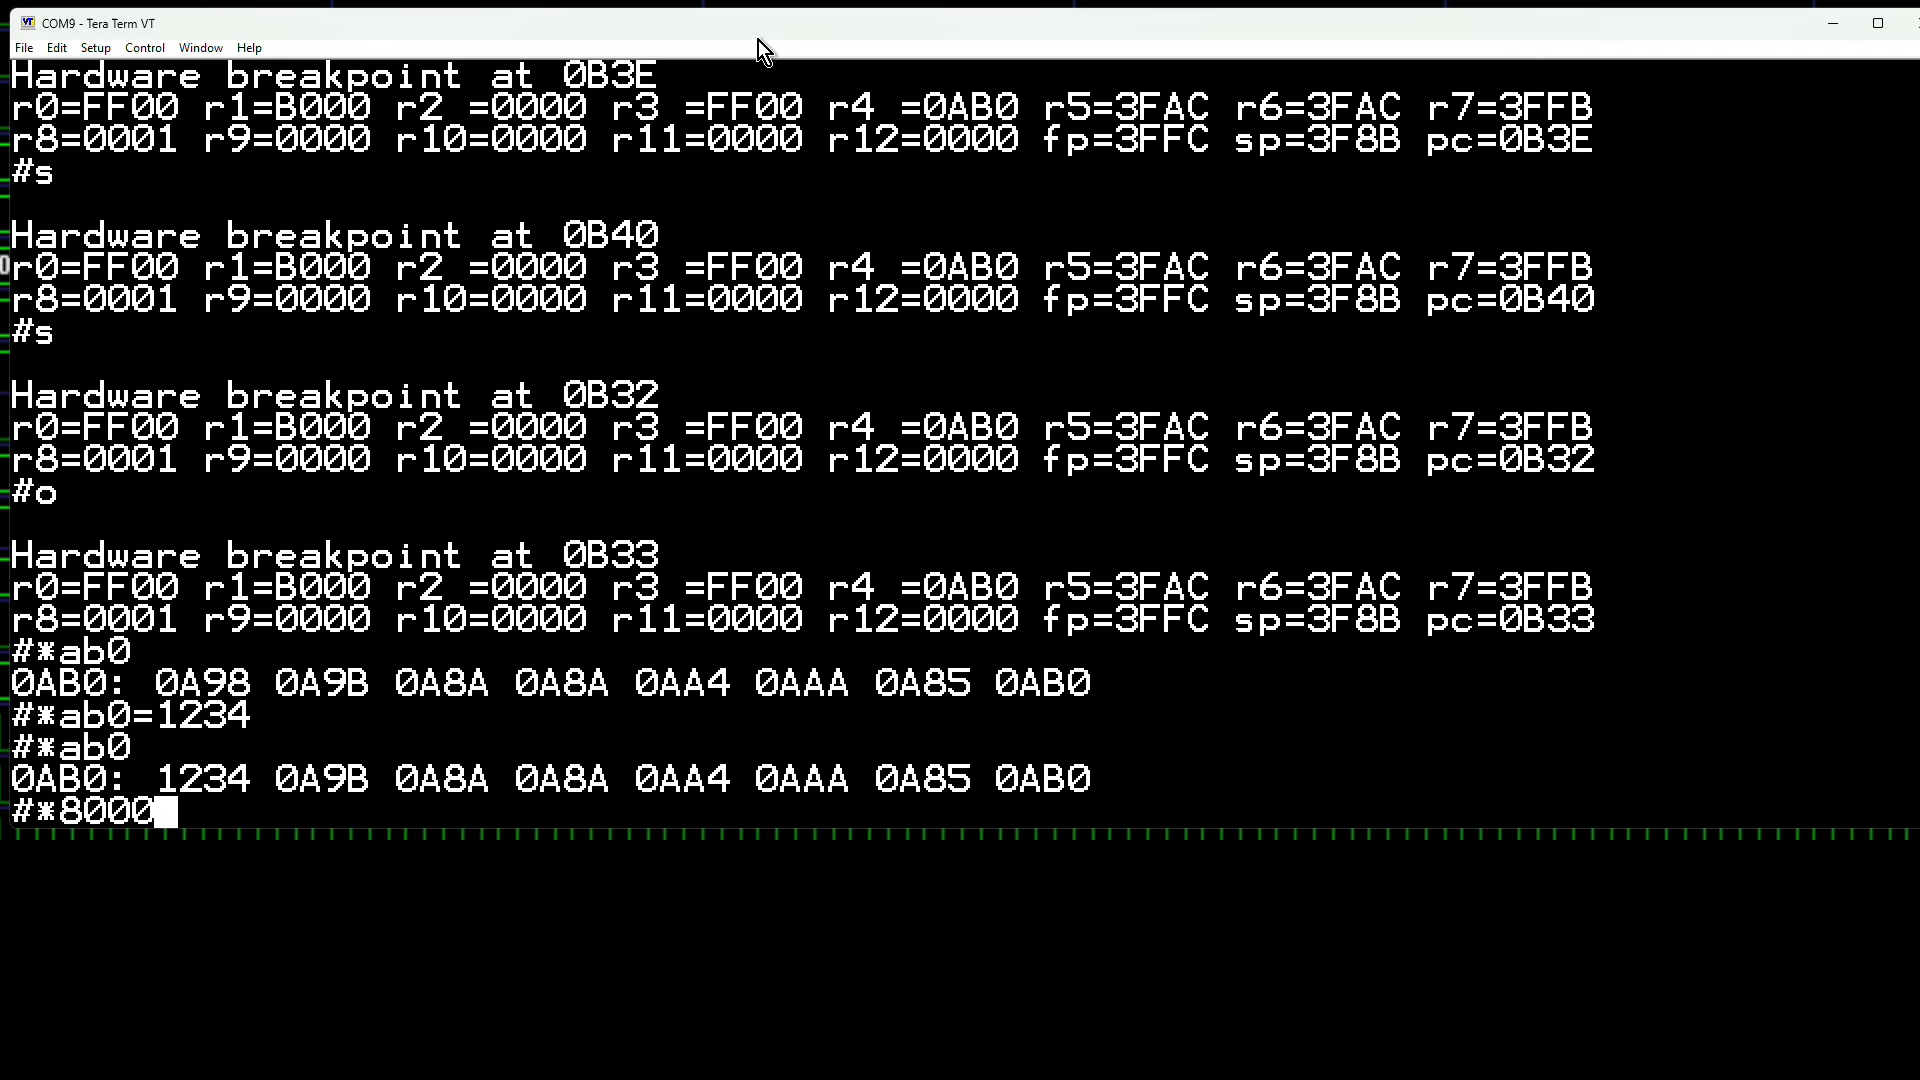 COM9 - Tera Term VT
File Edit Setup Control Window Help
Hardware breakpoint at 0B3E
r0=FF00 r1=B000 r2 =0000 r3 =FF00 r4 =0AB0 r5=3FAC r6=3FAC r7=3FFB
r8=0001 r9=0000 r10=0000 r11=0000 r12=0000 fp=3FFC sp=3F8B pc=0B3E
#s
Hardware breakpoint at 0B40
r0=FF00 r1=B000 r2 =0000 r3 =FF00 r4 =0AB0 r5=3FAC r6=3FAC r7=3FFB
r8=0001 r9=0000 r10=0000 r11=0000 r12=0000 fp=3FFC sp=3F8B pc=0B40
#s
Hardware breakpoint at 0B32
r0=FF00 r1=B000 r2 =0000 r3 =FF00 r4 =0AB0 r5=3FAC r6=3FAC r7=3FFB
r8=0001 r9=0000 r10=0000 r11=0000 r12=0000 fp=3FFC sp=3F8B pc=0B32
#o
Hardware breakpoint at 0B33
r0=FF00 r1=B000 r2 =0000 r3 =FF00 r4 =0AB0 r5=3FAC r6=3FAC r7=3FFB
r8=0001 r9=0000 r10=0000 r11=0000 r12=0000 fp=3FFC sp=3F8B pc=0B33
#*ab0
0AB0: 0A98 0A9B 0A8A 0A8A 0AA4 0AAA 0A85 0AB0
#*ab0=1234
#*ab0
0AB0: 1234 0A9B 0A8A 0A8A 0AA4 0AAA 0A85 0AB0
#*8000